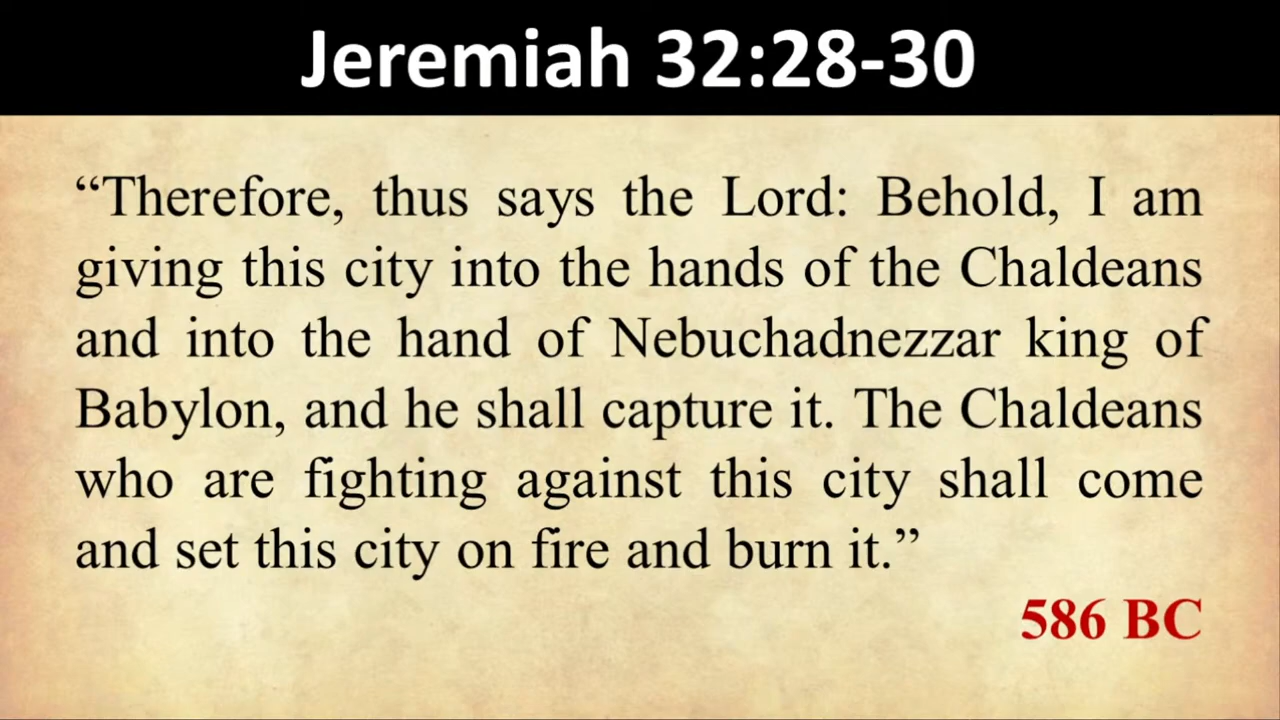 Jeremiah 32:28-30
“Therefore, thus says the Lord: Behold, I am
giving this city into the hands of the Chaldeans
and into the hand of Nebuchadnezzar king of
Babylon, and he shall capture it. The Chaldeans
who are fighting against this city shall come
and set this city on fire and burn it.”
586 BC